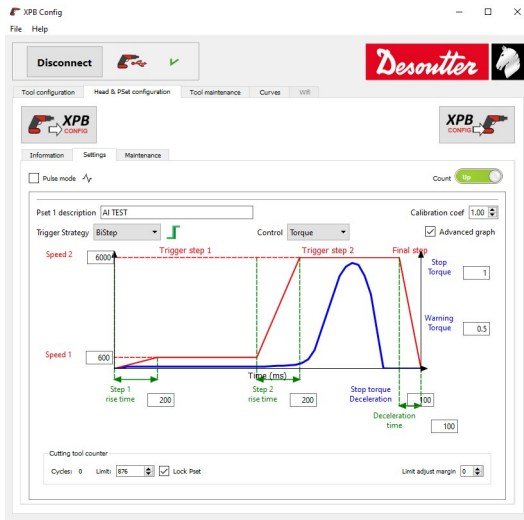 XPB Config
File Help
Disconnect
Desoutter
Tool configuration Head & PSet configuration Tool maintenance Curves Wifi
XPB CONFIG XPB CONFIG
Information Settings Maintenance
Pulse mode Count Up
Pset 1 description AI TEST Calibration coef 1.00
Trigger Strategy BiStep Control Torque Advanced graph
Speed 2 6000 Trigger step 1 Trigger step 2 Final step
Stop Torque 1
Warning Torque 0.5
Speed 1 600
Time (ms)
Step 1 rise time 200 Step 2 rise time 200 Stop torque Deceleration 100
Deceleration time 100
Cutting tool counter
Cycles: 0 Limit: 876 Lock Pset Limit adjust margin 0